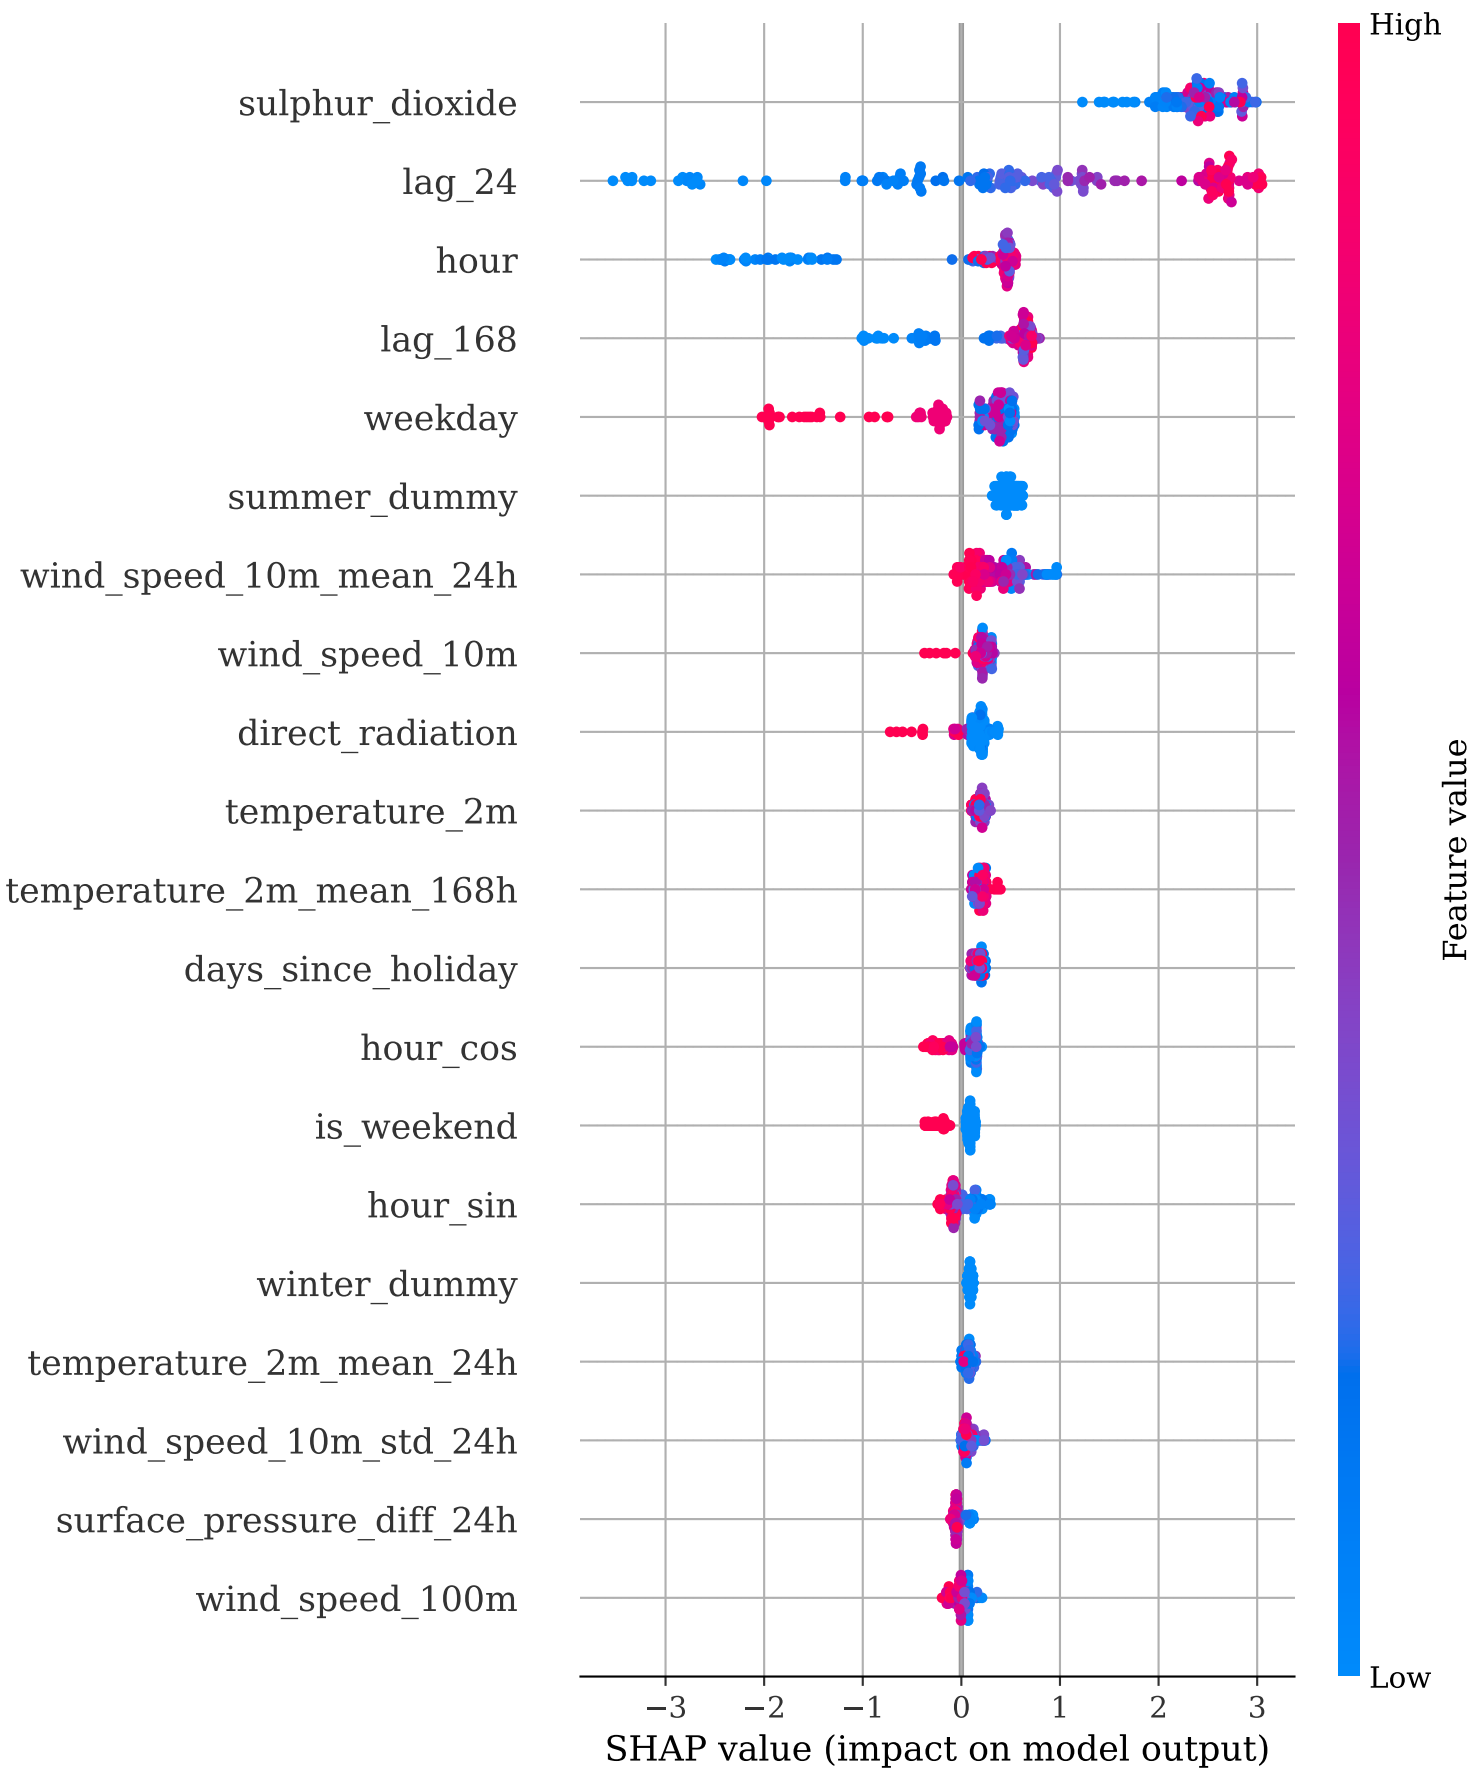 High
sulphur_dioxide
lag_24
hour
lag_168
weekday
summer_dummy
wind_speed_10m_mean_24h
wind_speed_10m
direct_radiation
temperature_2m
temperature_2m_mean_168h
days_since_holiday
hour_cos
is_weekend
hour_sin
winter_dummy
temperature_2m_mean_24h
wind_speed_10m_std_24h
surface_pressure_diff_24h
wind_speed_100m
Feature value
Low
−3 −2 −1 0 1 2 3
SHAP value (impact on model output)